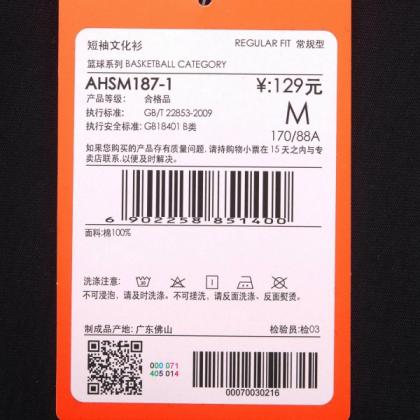 短袖文化衫 REGULAR FIT 常规型
篮球系列 BASKETBALL CATEGORY
AHSM187-1 ¥:129元
产品等级: 合格品
执行标准: GB/T 22853-2009 M
执行安全标准: GB18401 B类 170/88A
如果您购买的产品存有质量问题,请持购物小票在15天之内与专
卖店联系,以便及时解决。
6902258851400
面料:棉100%
洗涤注意:
不可浸泡,请及时洗涤。不可搓洗,请反面洗涤、反面熨烫。
制成品产地: 广东佛山 检验员:检03
000 071
405 014
00070030216